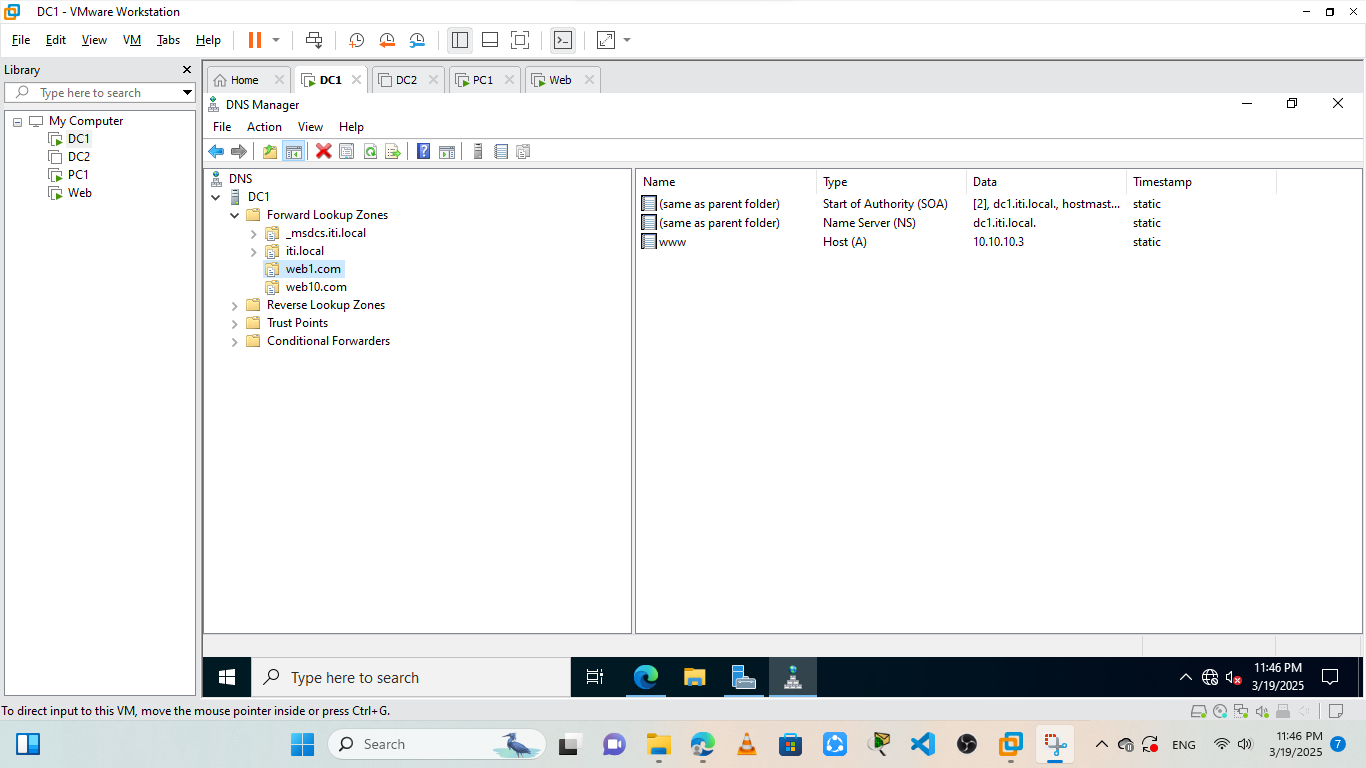 DC1 - VMware Workstation
File Edit View VM Tabs Help
Library
Type here to search
My Computer
DC1
DC2
PC1
Web
Home DC1 DC2 PC1 Web
DNS Manager
File Action View Help
DNS
DC1
Forward Lookup Zones
_msdcs.iti.local
iti.local
web1.com
web10.com
Reverse Lookup Zones
Trust Points
Conditional Forwarders
Name Type Data Timestamp
(same as parent folder) Start of Authority (SOA) [2], dc1.iti.local., hostmast... static
(same as parent folder) Name Server (NS) dc1.iti.local. static
www Host (A) 10.10.10.3 static
Type here to search
11:46 PM
3/19/2025
To direct input to this VM, move the mouse pointer inside or press Ctrl+G.
Search
ENG
11:46 PM
3/19/2025
7